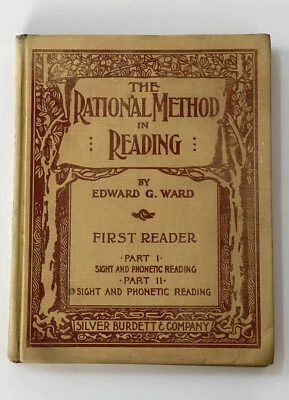 THE
RATIONAL METHOD
IN
READING
BY
EDWARD G. WARD
FIRST READER
PART I
SIGHT AND PHONETIC READING
PART II
SIGHT AND PHONETIC READING
SILVER BURDETT & COMPANY